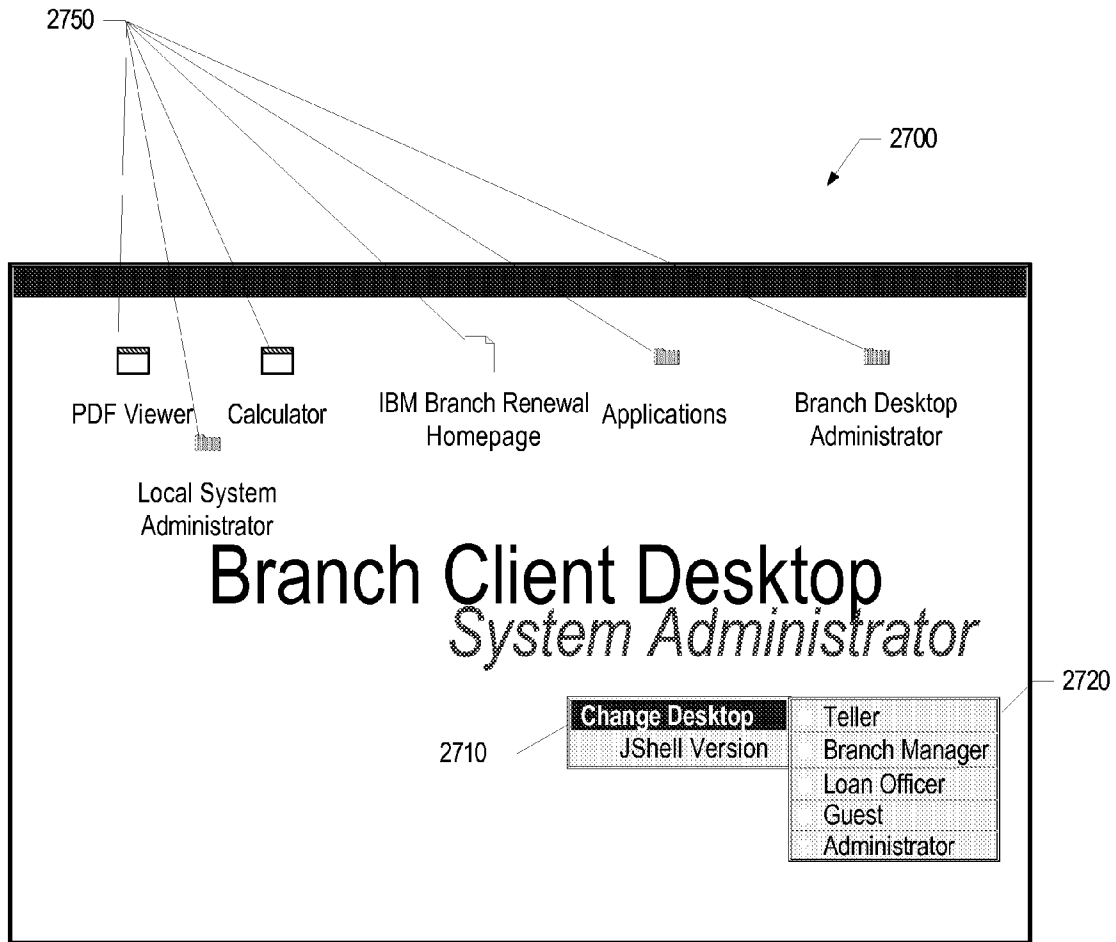 2750
2700
PDF Viewer
Calculator
IBM Branch Renewal
Homepage
Applications
Branch Desktop
Administrator
Local System
Administrator
Branch Client Desktop
System Administrator
2720
2710
Change Desktop
JShell Version
Teller
Branch Manager
Loan Officer
Guest
Administrator